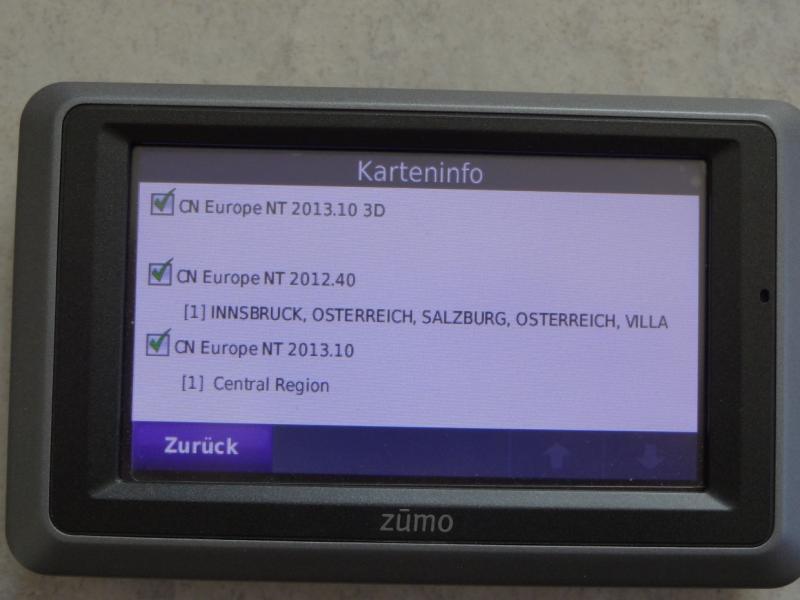 Karteninfo
CN Europe NT 2013.10 3D
CN Europe NT 2012.40
[1] INNSBRUCK, OSTERREICH, SALZBURG, OSTERREICH, VILLA
CN Europe NT 2013.10
[1] Central Region
Zurück
zūmo